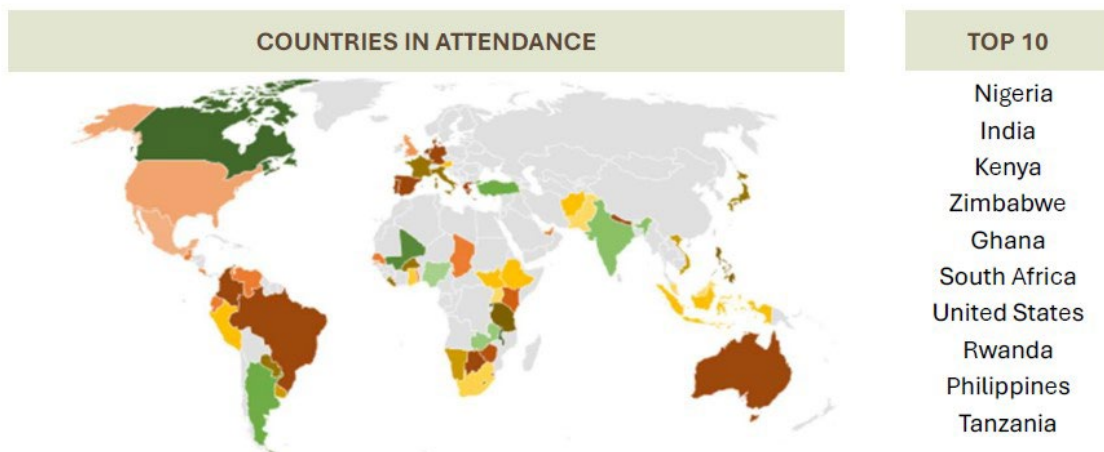 COUNTRIES IN ATTENDANCE
TOP 10
Nigeria
India
Kenya
Zimbabwe
Ghana
South Africa
United States
Rwanda
Philippines
Tanzania